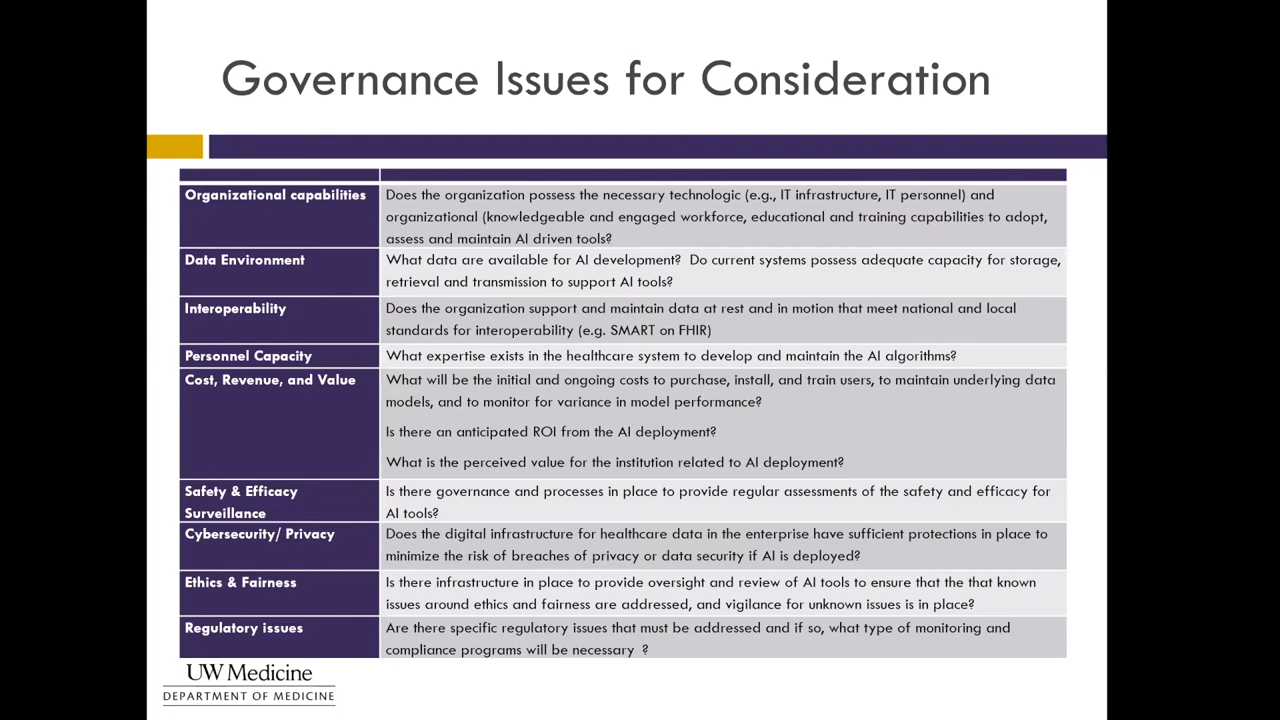 Governance Issues for Consideration
Organizational capabilities
Does the organization possess the necessary technologic (e.g., IT infrastructure, IT personnel) and
organizational (knowledgeable and engaged workforce, educational and training capabilities to adopt,
assess and maintain AI driven tools?
Data Environment
What data are available for AI development?  Do current systems possess adequate capacity for storage,
retrieval and transmission to support AI tools?
Interoperability
Does the organization support and maintain data at rest and in motion that meet national and local
standards for interoperability (e.g. SMART on FHIR)
Personnel Capacity
What expertise exists in the healthcare system to develop and maintain the AI algorithms?
Cost, Revenue, and Value
What will be the initial and ongoing costs to purchase, install, and train users, to maintain underlying data
models, and to monitor for variance in model performance?
Is there an anticipated ROI from the AI deployment?
What is the perceived value for the institution related to AI deployment?
Safety & Efficacy
Surveillance
Is there governance and processes in place to provide regular assessments of the safety and efficacy for
AI tools?
Cybersecurity/ Privacy
Does the digital infrastructure for healthcare data in the enterprise have sufficient protections in place to
minimize the risk of breaches of privacy or data security if AI is deployed?
Ethics & Fairness
Is there infrastructure in place to provide oversight and review of AI tools to ensure that the that known
issues around ethics and fairness are addressed, and vigilance for unknown issues is in place?
Regulatory issues
Are there specific regulatory issues that must be addressed and if so, what type of monitoring and
compliance programs will be necessary  ?
UW Medicine
DEPARTMENT OF MEDICINE